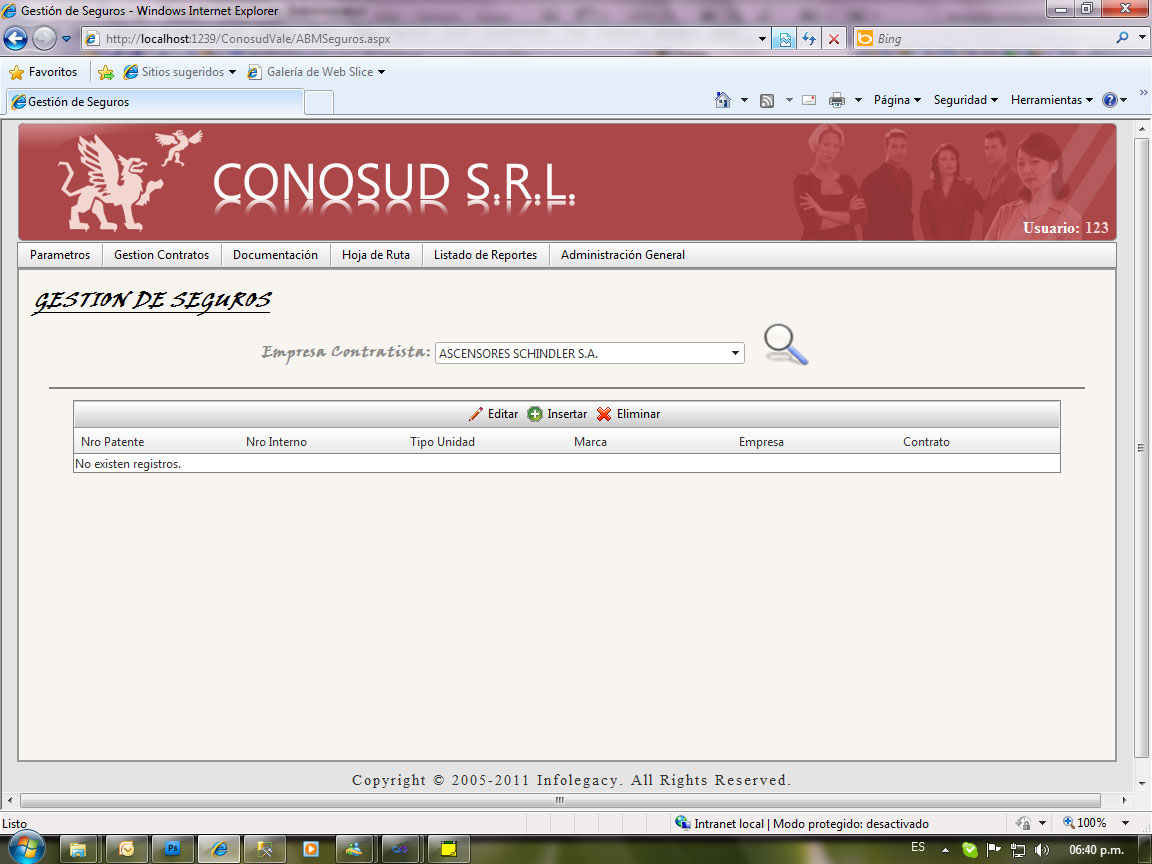 Gestión de Seguros - Windows Internet Explorer
http://localhost:1239/ConosudVale/ABMSeguros.aspx
Bing
Favoritos
Sitios sugeridos
Galería de Web Slice
Gestión de Seguros
Página
Seguridad
Herramientas
CONOSUD S.R.L.
Usuario: 123
Parametros
Gestion Contratos
Documentación
Hoja de Ruta
Listado de Reportes
Administración General
GESTION DE SEGUROS
Empresa Contratista:
ASCENSORES SCHINDLER S.A.
Editar
Insertar
Eliminar
Nro Patente
Nro Interno
Tipo Unidad
Marca
Empresa
Contrato
No existen registros.
Copyright © 2005-2011 Infolegacy. All Rights Reserved.
Listo
Intranet local | Modo protegido: desactivado
100%
Ps
ES
06:40 p.m.